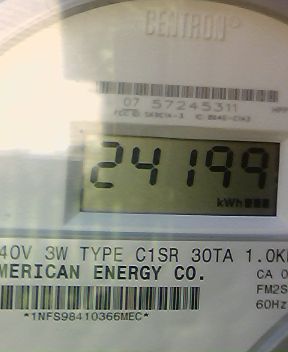 CENTRON®
07 57245311
24199
kWh
40V 3W TYPE C1SR 30TA 1.0K
MERICAN ENERGY CO.
CA 0
FM2S
60Hz
*1NFS98410366MEC*